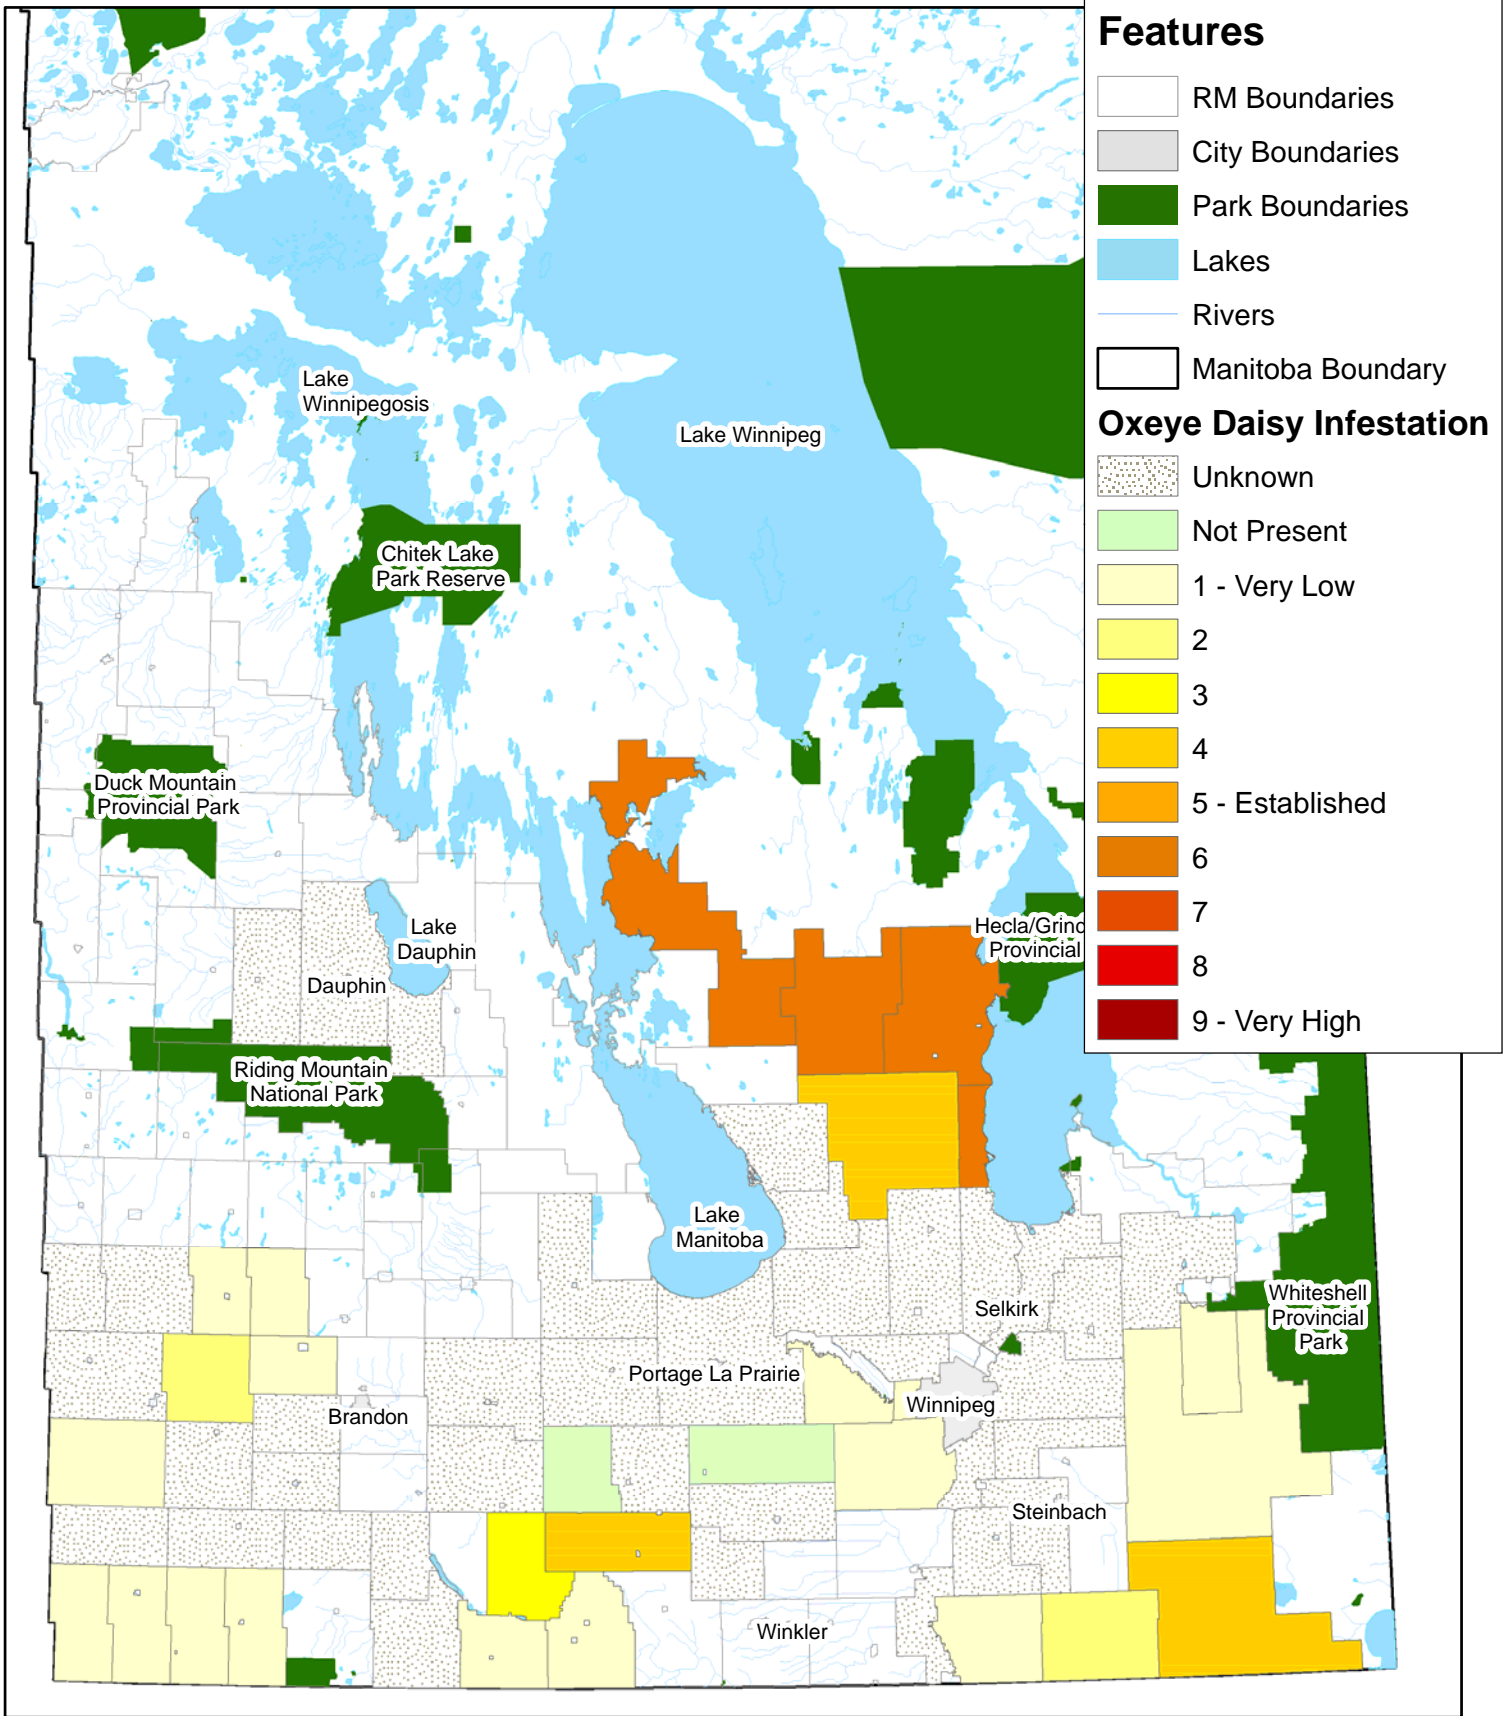 Features
RM Boundaries
City Boundaries
Park Boundaries
Lakes
Rivers
Manitoba Boundary
Oxeye Daisy Infestation
Unknown
Not Present
1 - Very Low
2
3
4
5 - Established
6
7
8
9 - Very High
Lake
Winnipegosis
Lake Winnipeg
Chitek Lake
Park Reserve
Duck Mountain
Provincial Park
Lake
Dauphin
Dauphin
Hecla/Grind
Provincial
Riding Mountain
National Park
Lake
Manitoba
Selkirk
Whiteshell
Provincial
Park
Portage La Prairie
Winnipeg
Brandon
Steinbach
Winkler